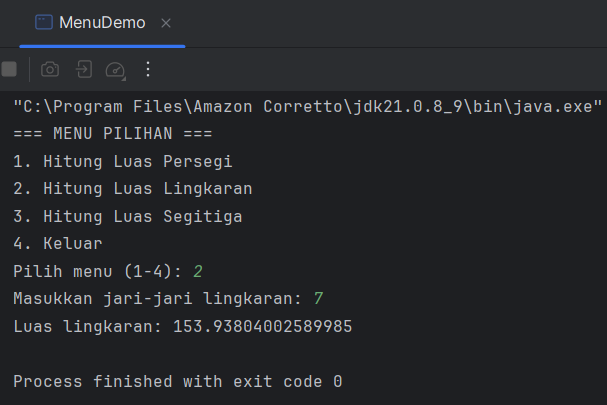 MenuDemo
"C:\Program Files\Amazon Corretto\jdk21.0.8_9\bin\java.exe"
=== MENU PILIHAN ===
1. Hitung Luas Persegi
2. Hitung Luas Lingkaran
3. Hitung Luas Segitiga
4. Keluar
Pilih menu (1-4): 2
Masukkan jari-jari lingkaran: 7
Luas lingkaran: 153.93804002589985
Process finished with exit code 0